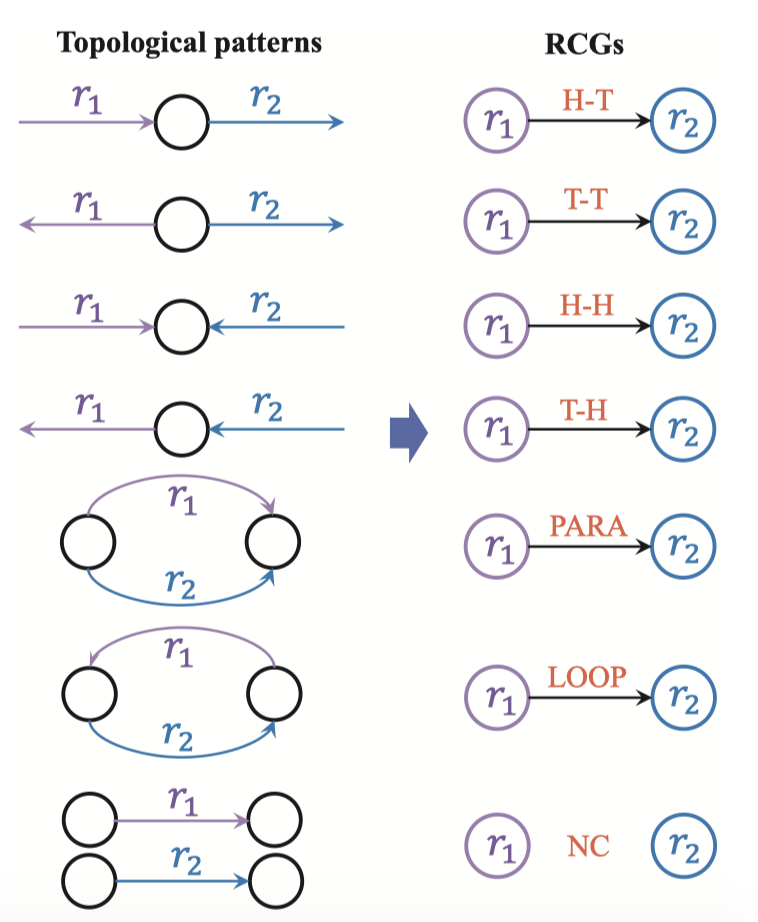 Topological patterns RCGs
r₁ r₂ r₁ H-T r₂
r₁ r₂ r₁ T-T r₂
r₁ r₂ r₁ H-H r₂
r₁ r₂ r₁ T-H r₂
r₁
r₁ PARA r₂
r₂
r₁
r₁ LOOP r₂
r₂
r₁
r₁ NC r₂
r₂